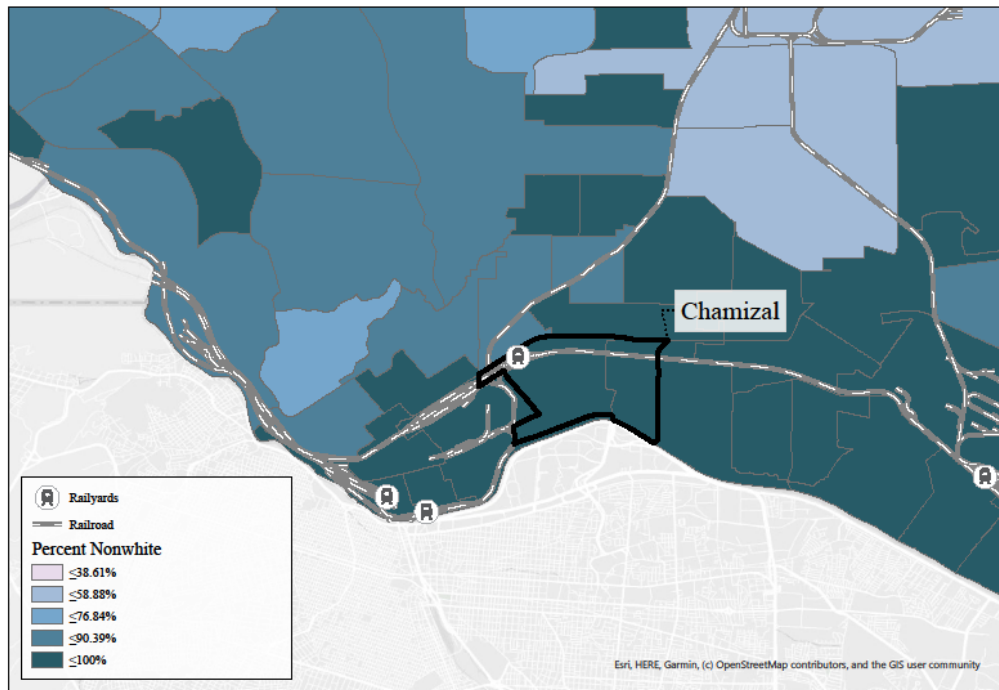 Chamizal
Railyards
Railroad
Percent Nonwhite
≤38.61%
≤58.88%
≤76.84%
≤90.39%
≤100%
Esri, HERE, Garmin, (c) OpenStreetMap contributors, and the GIS user community